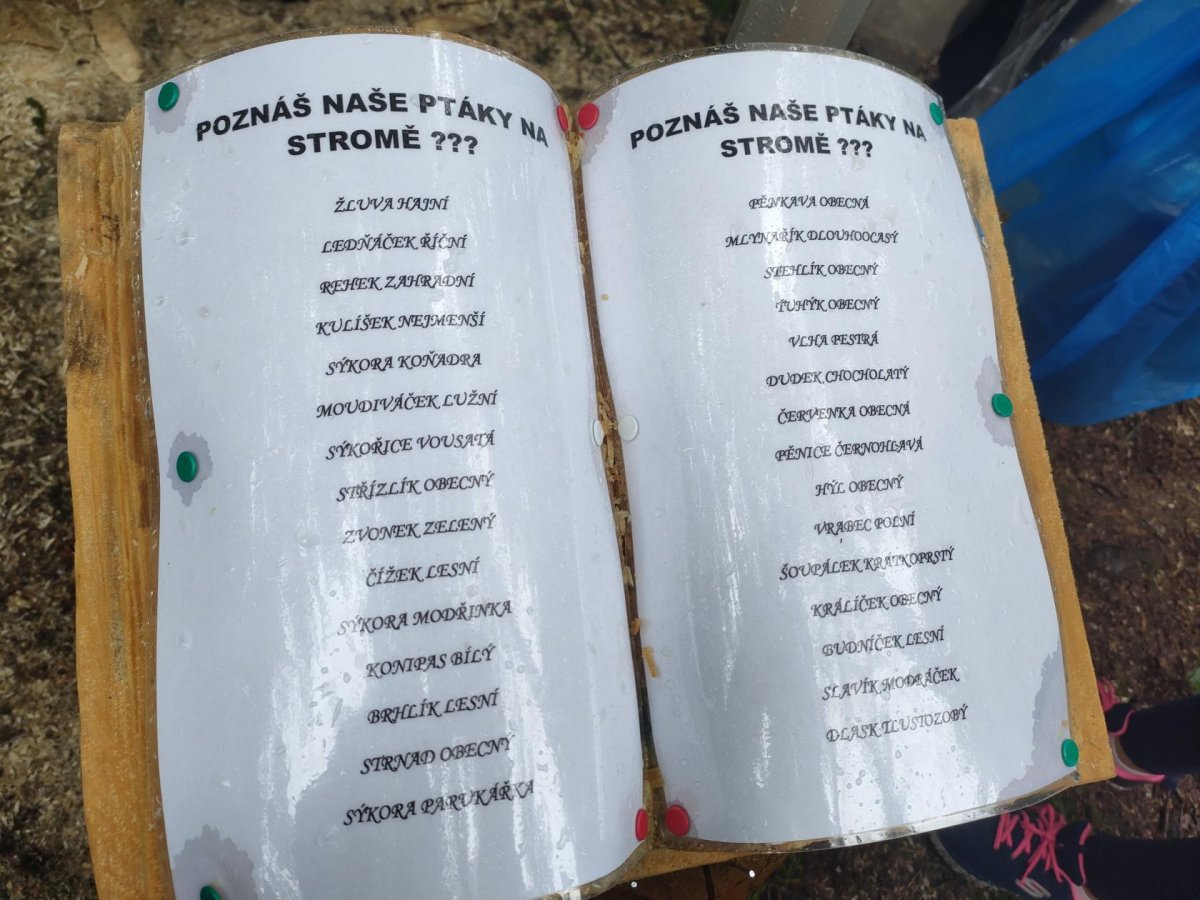 POZNÁŠ NAŠE PTÁKY NA
STROMĚ ???
ŽLUVA HAJNÍ
LEDŇÁČEK ŘÍČNÍ
REHEK ZAHRADNÍ
KULÍŠEK NEJMENŠÍ
SÝKORA KOŇADRA
MOUDIVÁČEK LUŽNÍ
SÝKOŘICE VOUSATÁ
STŘÍZLÍK OBECNÝ
ZVONEK ZELENÝ
ČÍŽEK LESNÍ
SÝKORA MODŘINKA
KONIPAS BÍLÝ
BRHLÍK LESNÍ
STRNAD OBECNÝ
SÝKORA PARUKÁŘKA
POZNÁŠ NAŠE PTÁKY NA
STROMĚ ???
PĚNKAVA OBECNÁ
MLYNAŘÍK DLOUHOOCASÝ
STEHLÍK OBECNÝ
ŤUHÝK OBECNÝ
VLHA PESTRÁ
DUDEK CHOCHOLATÝ
ČERVENKA OBECNÁ
PĚNICE ČERNOHLAVÁ
HÝL OBECNÝ
VRABEC POLNÍ
ŠOUPÁLEK KRÁTKOPRSTÝ
KRÁLÍČEK OBECNÝ
BUDNÍČEK LESNÍ
SLAVÍK MODRÁČEK
DLASK TLUSTOZOBÝ